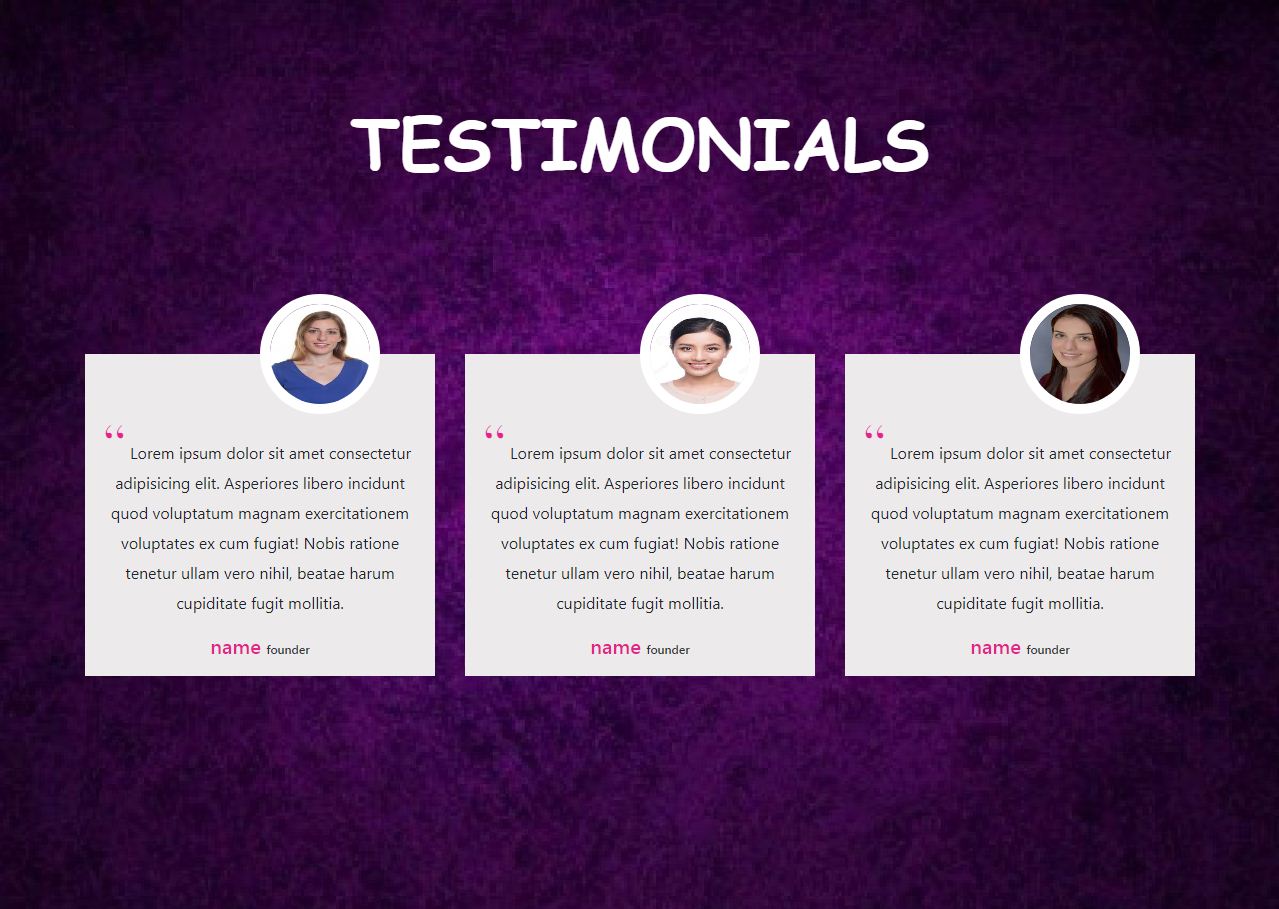 TESTIMONIALS
“
Lorem ipsum dolor sit amet consectetur
adipisicing elit. Asperiores libero incidunt
quod voluptatum magnam exercitationem
voluptates ex cum fugiat! Nobis ratione
tenetur ullam vero nihil, beatae harum
cupiditate fugit mollitia.
name founder
“
Lorem ipsum dolor sit amet consectetur
adipisicing elit. Asperiores libero incidunt
quod voluptatum magnam exercitationem
voluptates ex cum fugiat! Nobis ratione
tenetur ullam vero nihil, beatae harum
cupiditate fugit mollitia.
name founder
“
Lorem ipsum dolor sit amet consectetur
adipisicing elit. Asperiores libero incidunt
quod voluptatum magnam exercitationem
voluptates ex cum fugiat! Nobis ratione
tenetur ullam vero nihil, beatae harum
cupiditate fugit mollitia.
name founder